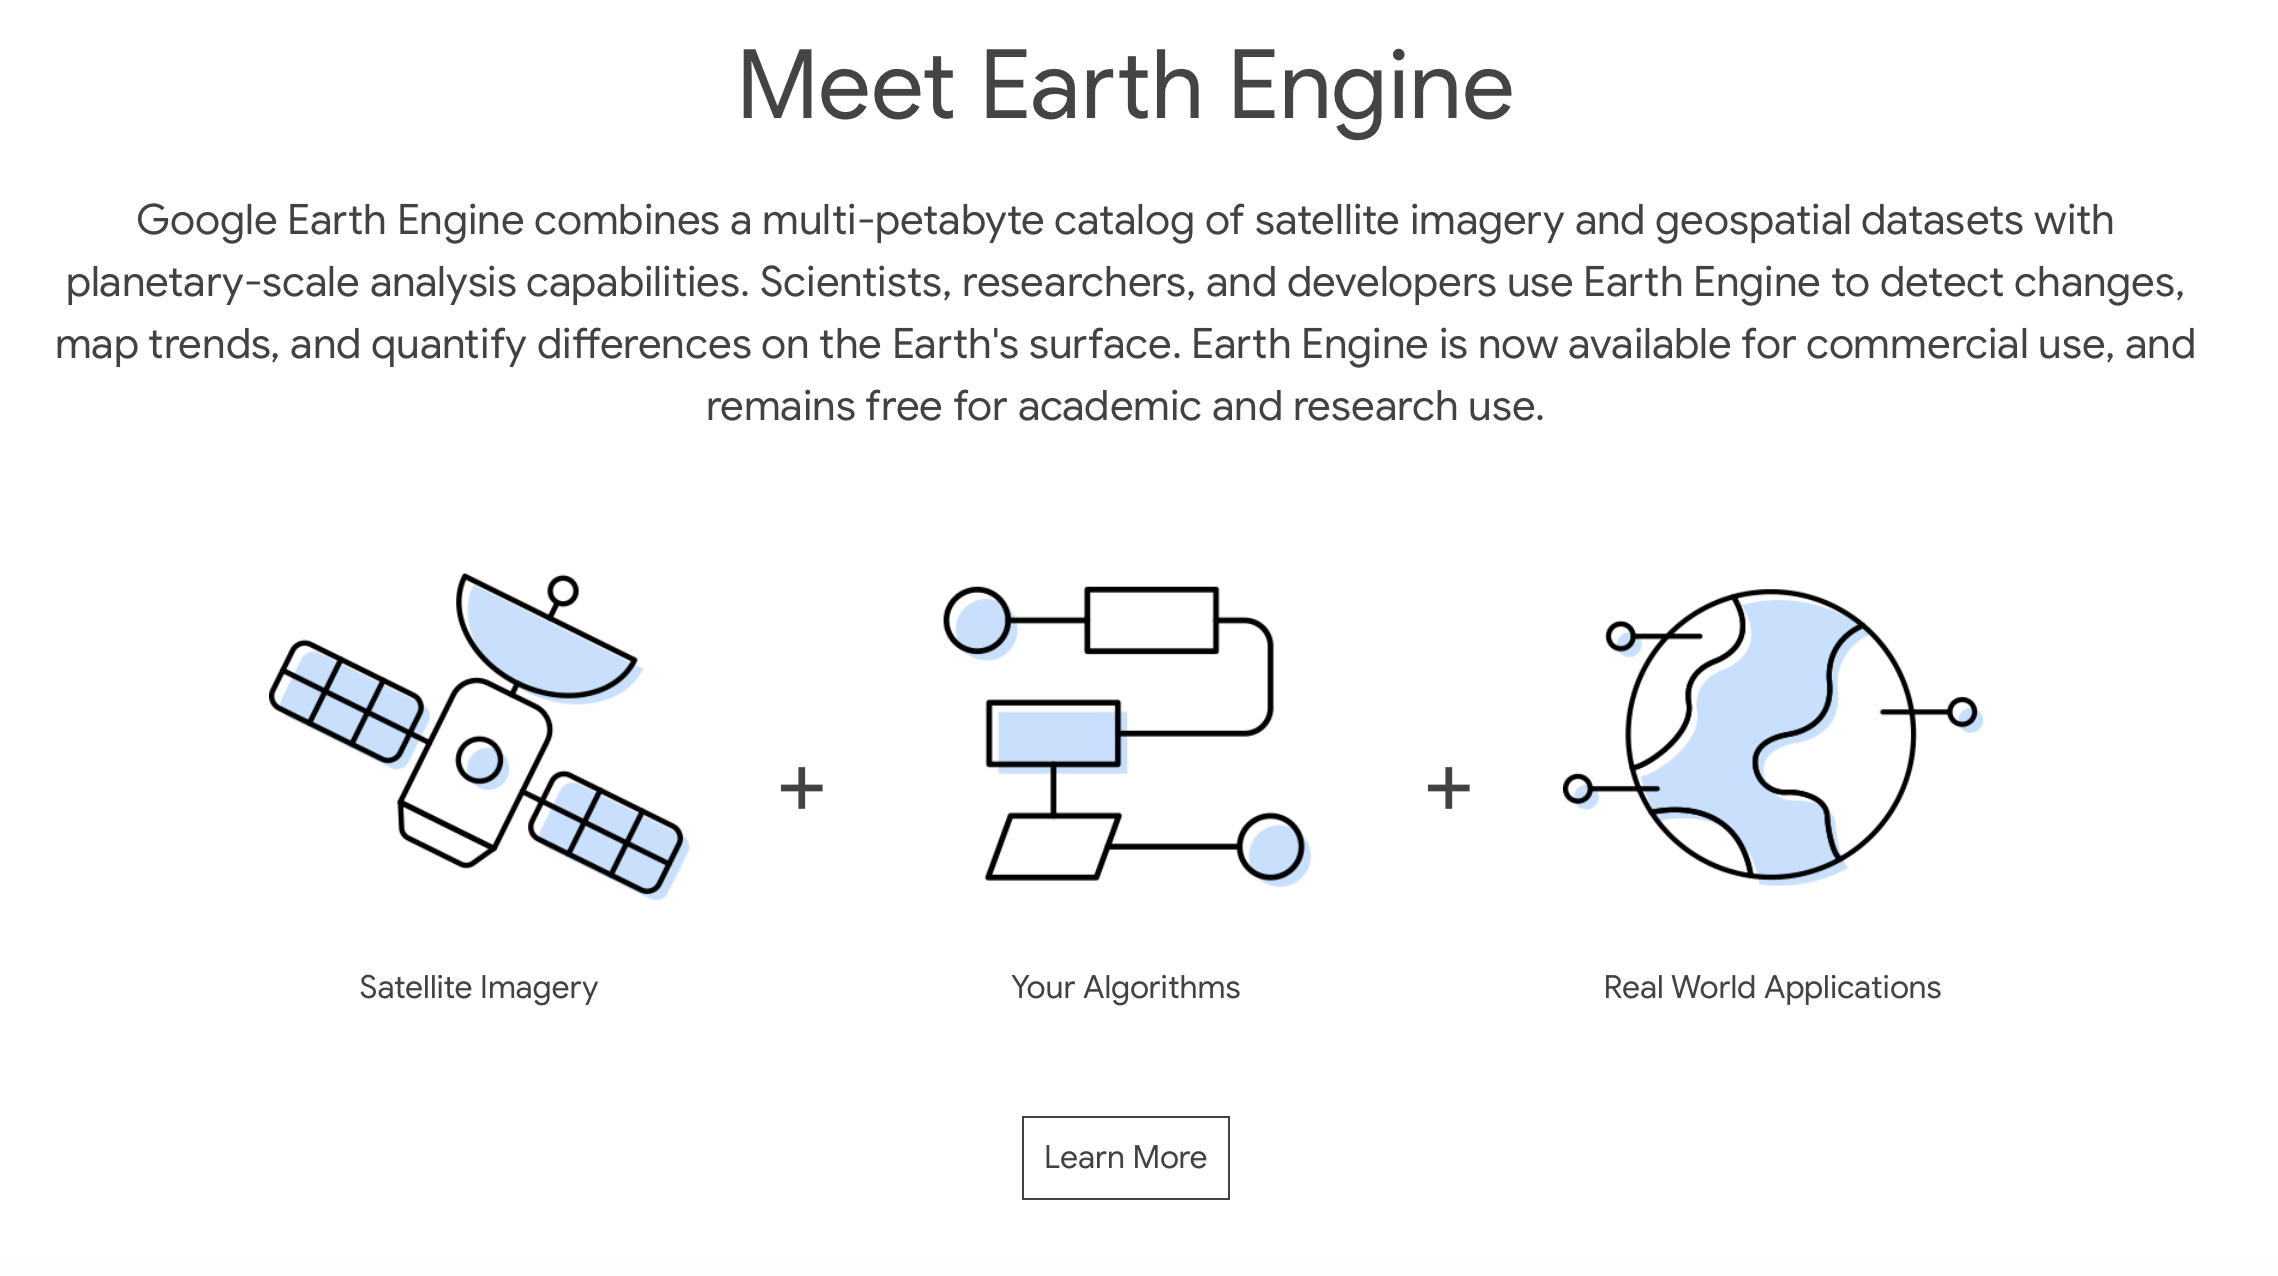 Meet Earth Engine
Google Earth Engine combines a multi-petabyte catalog of satellite imagery and geospatial datasets with
planetary-scale analysis capabilities. Scientists, researchers, and developers use Earth Engine to detect changes,
map trends, and quantify differences on the Earth's surface. Earth Engine is now available for commercial use, and
remains free for academic and research use.
+
+
Satellite Imagery
Your Algorithms
Real World Applications
Learn More